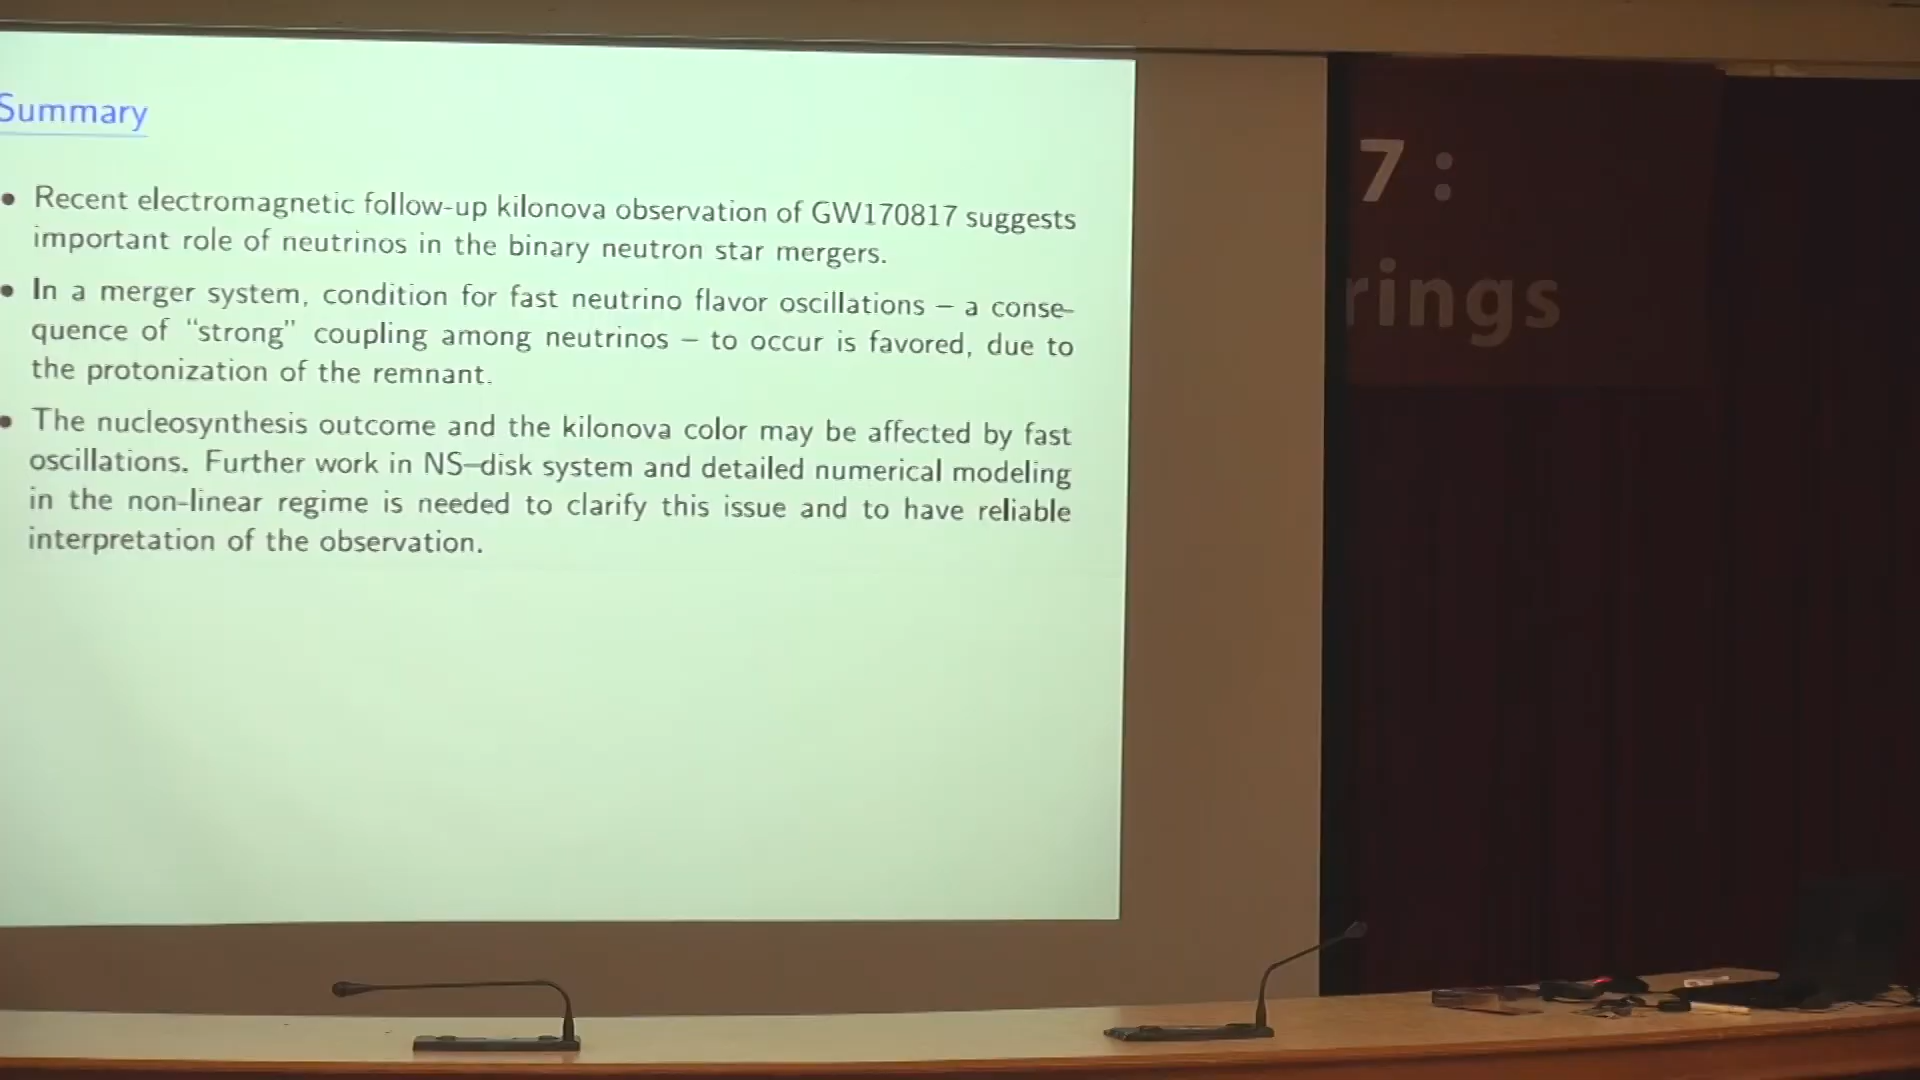 Summary
• Recent electromagnetic follow-up kilonova observation of GW170817 suggests
important role of neutrinos in the binary neutron star mergers.
• In a merger system, condition for fast neutrino flavor oscillations – a conse-
quence of “strong” coupling among neutrinos – to occur is favored, due to
the protonization of the remnant.
• The nucleosynthesis outcome and the kilonova color may be affected by fast
oscillations. Further work in NS–disk system and detailed numerical modeling
in the non-linear regime is needed to clarify this issue and to have reliable
interpretation of the observation.
7 :
rings